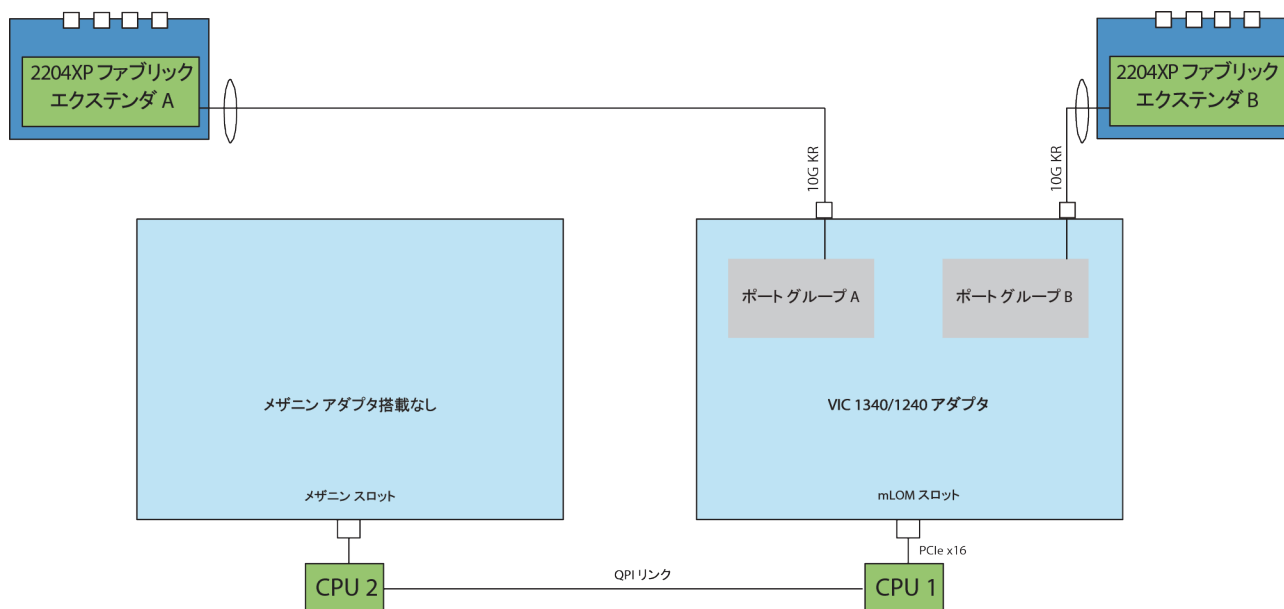 2204XP ファブリック
エクステンダ A
2204XP ファブリック
エクステンダ B
10G KR
10G KR
ポート グループ A
ポート グループ B
メザニン アダプタ搭載なし
VIC 1340/1240 アダプタ
メザニン スロット
mLOM スロット
PCIe x16
QPI リンク
CPU 2
CPU 1